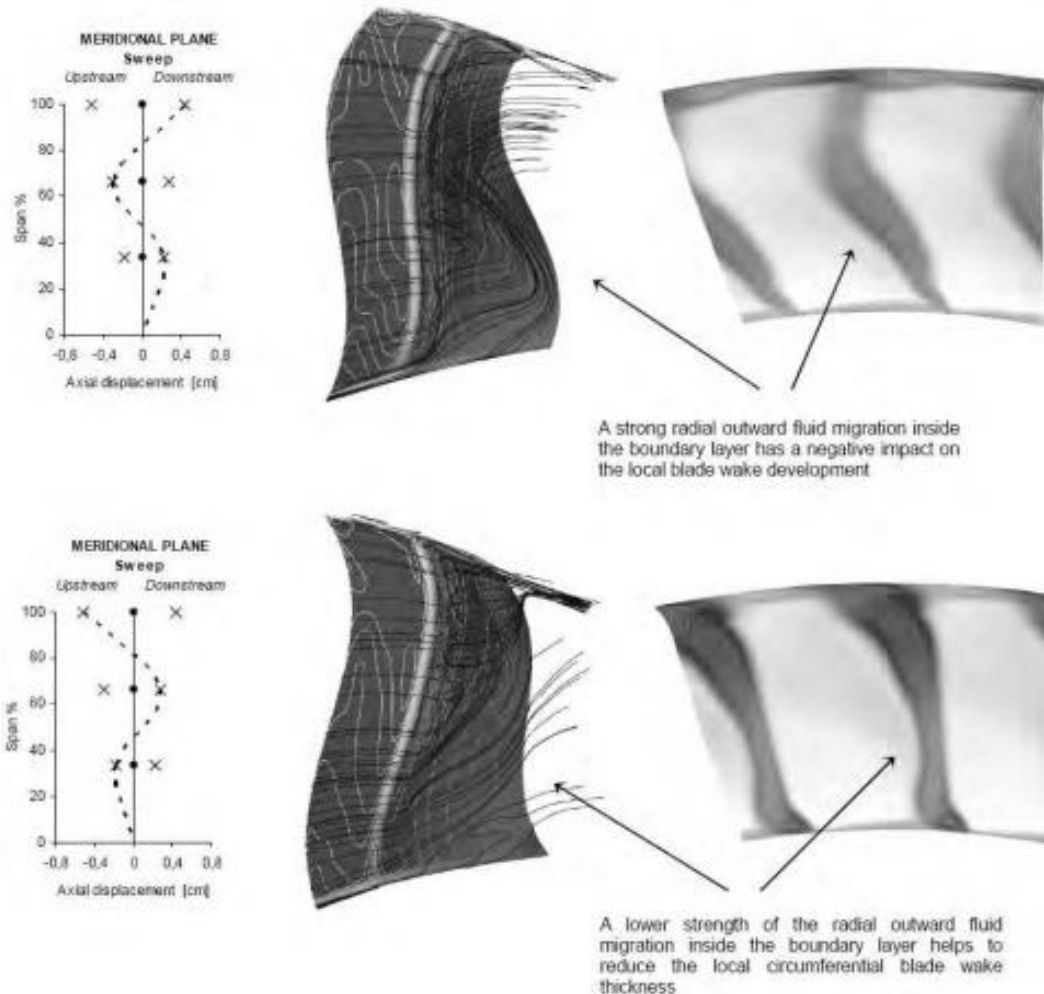 MERIDIONAL PLANE
Sweep
Upstream Downstream
100
80
60
40
20
0
Span %
-0,8 -0,4 0 0,4 0,8
Axial displacement [cm]
A strong radial outward fluid migration inside
the boundary layer has a negative impact on
the local blade wake development
MERIDIONAL PLANE
Sweep
Upstream Downstream
100
80
60
40
20
0
Span %
-0,8 -0,4 0 0,4 0,8
Axial displacement [cm]
A lower strength of the radial outward fluid
migration inside the boundary layer helps to
reduce the local circumferential blade wake
thickness